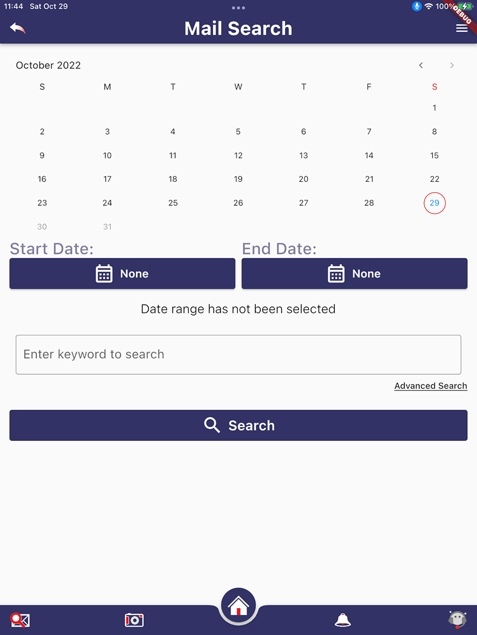 11:44 Sat Oct 29 100%
DEBUG
Mail Search
October 2022
S M T W T F S
1
2 3 4 5 6 7 8
9 10 11 12 13 14 15
16 17 18 19 20 21 22
23 24 25 26 27 28 29
30 31
Start Date: End Date:
None None
Date range has not been selected
Enter keyword to search
Advanced Search
Search